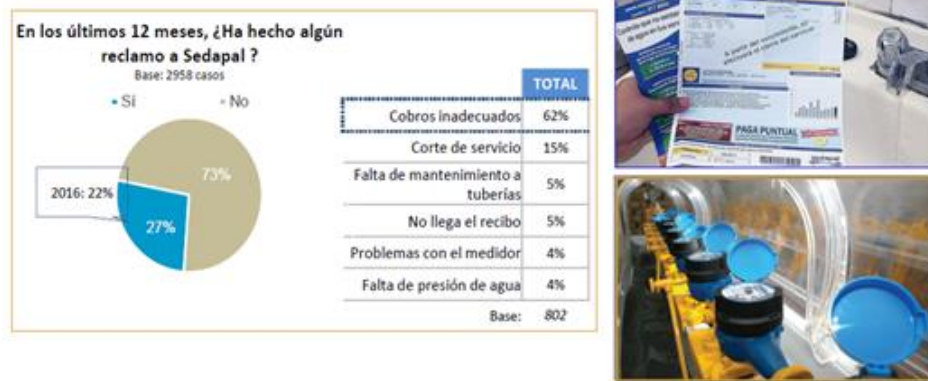 En los últimos 12 meses, ¿Ha hecho algún
reclamo a Sedapal ?
Base: 2958 casos
Si
No
73%
2016: 22%
27%
TOTAL
Cobros inadecuados 62%
Corte de servicio 15%
Falta de mantenimiento a
tuberías 5%
No llega el recibo 5%
Problemas con el medidor 4%
Falta de presión de agua 4%
Base: 802
PAGA PUNTUAL